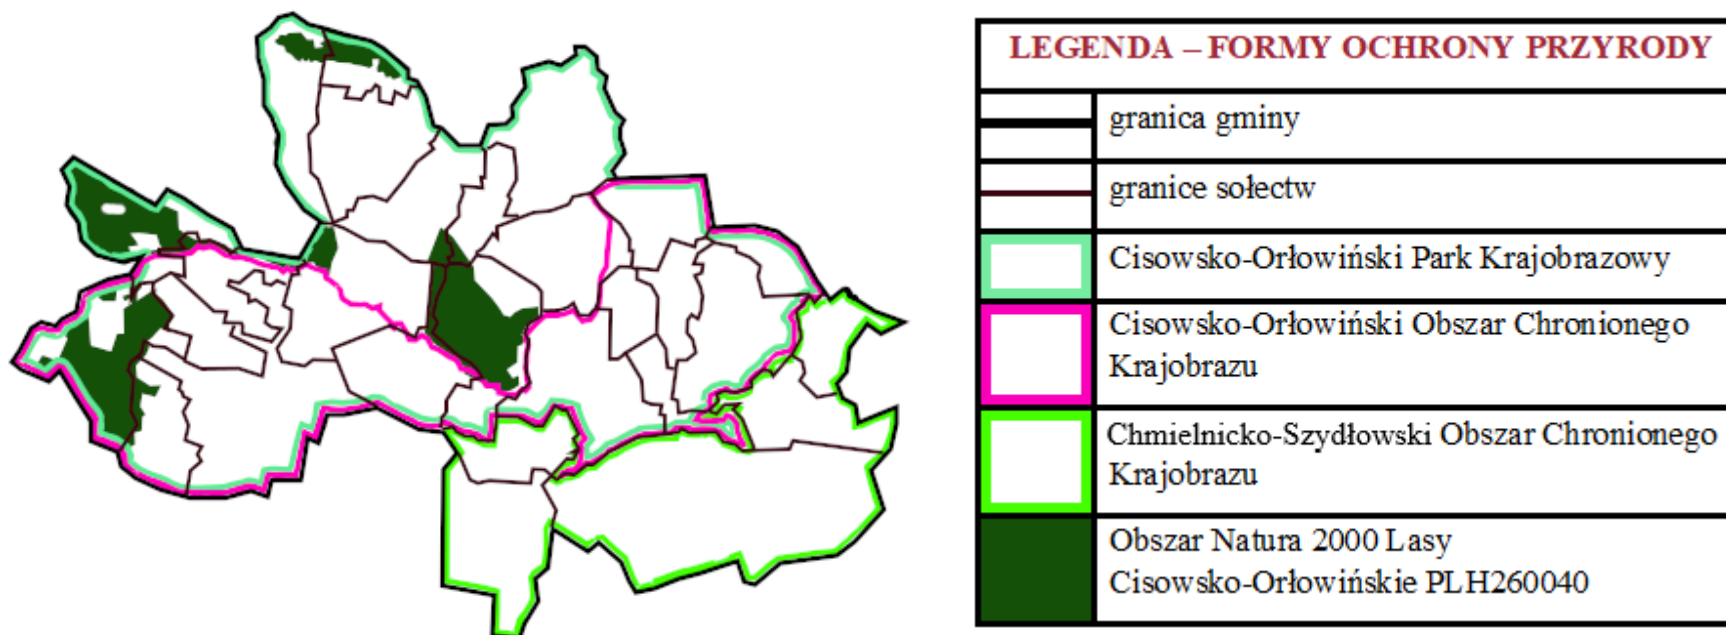 LEGENDA – FORMY OCHRONY PRZYRODY
granica gminy
granice sołectw
Cisowsko-Orłowiński Park Krajobrazowy
Cisowsko-Orłowiński Obszar Chronionego
Krajobrazu
Chmielnicko-Szydłowski Obszar Chronionego
Krajobrazu
Obszar Natura 2000 Lasy
Cisowsko-Orłowińskie PLH260040